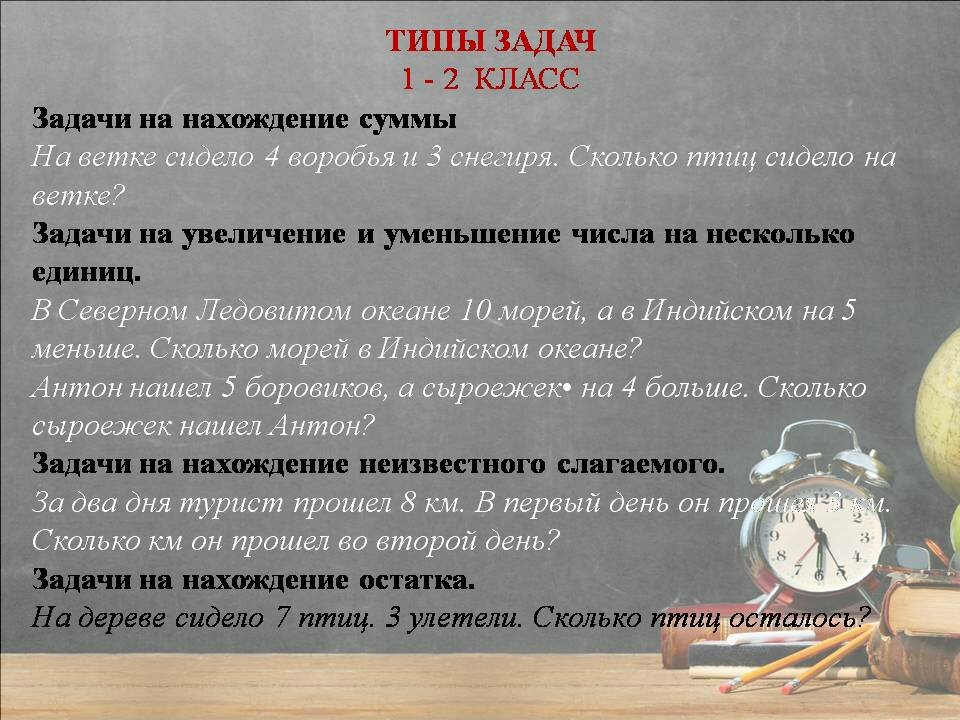 ТИПЫ ЗАДАЧ
1 - 2 КЛАСС
Задачи на нахождение суммы
На ветке сидело 4 воробья и 3 снегиря. Сколько птиц сидело на
ветке?
Задачи на увеличение и уменьшение числа на несколько
единиц.
В Северном Ледовитом океане 10 морей, а в Индийском на 5
меньше. Сколько морей в Индийском океане?
Антон нашел 5 боровиков, а сыроежек• на 4 больше. Сколько
сыроежек нашел Антон?
Задачи на нахождение неизвестного слагаемого.
За два дня турист прошел 8 км. В первый день он прошел 3 км.
Сколько км он прошел во второй день?
Задачи на нахождение остатка.
На дереве сидело 7 птиц. 3 улетели. Сколько птиц осталось?